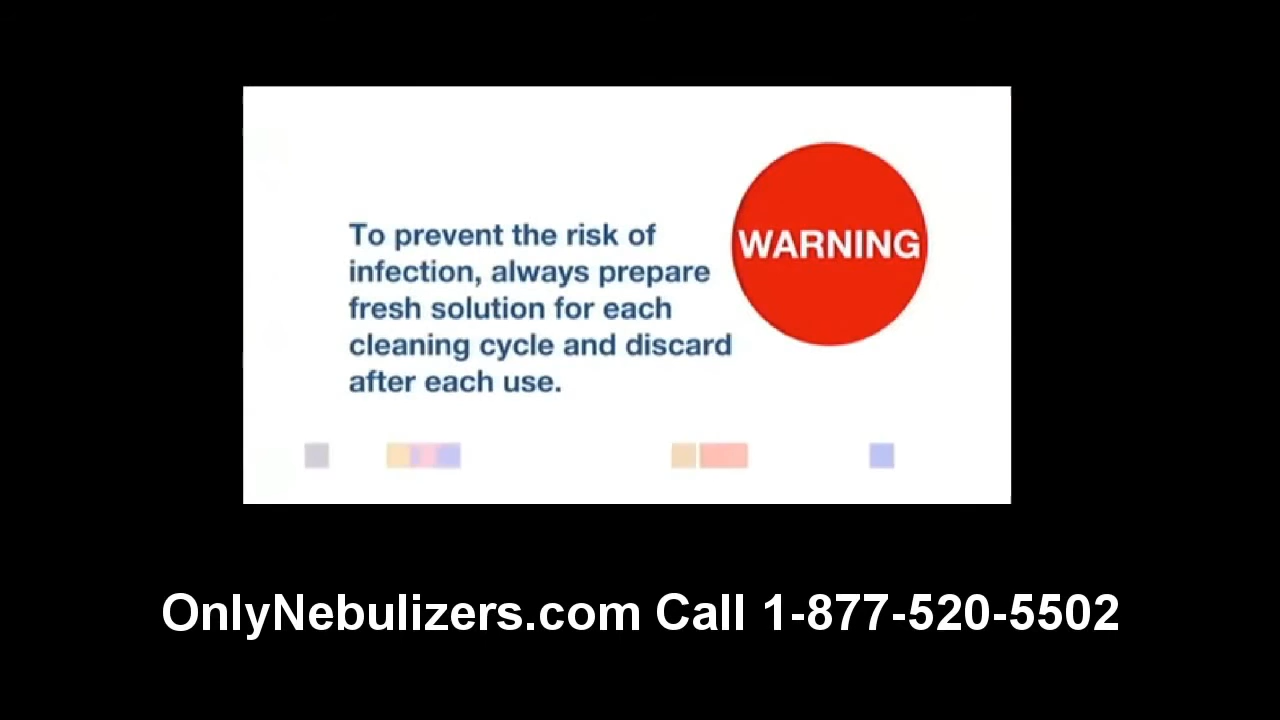 To prevent the risk of
infection, always prepare
fresh solution for each
cleaning cycle and discard
after each use.
WARNING
OnlyNebulizers.com Call 1-877-520-5502